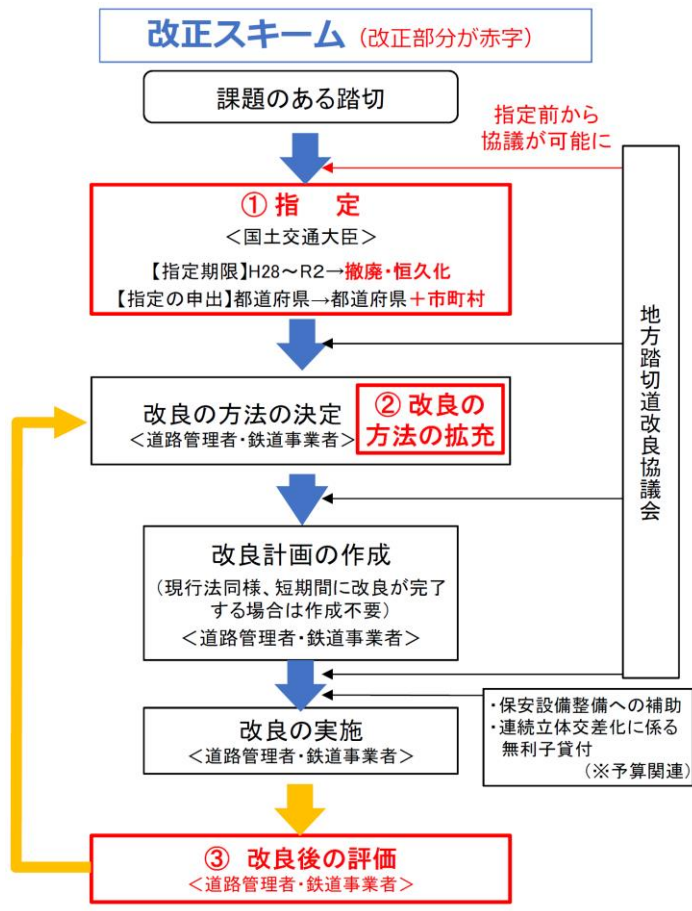 改正スキーム（改正部分が赤字）
課題のある踏切
指定前から
協議が可能に
① 指　定
＜国土交通大臣＞
【指定期限】H28～R2→撤廃・恒久化
【指定の申出】都道府県→都道府県＋市町村
地方踏切道改良協議会
改良の方法の決定
＜道路管理者・鉄道事業者＞
② 改良の
方法の拡充
改良計画の作成
（現行法同様、短期間に改良が完了
する場合は作成不要）
＜道路管理者・鉄道事業者＞
・保安設備整備への補助
・連続立体交差化に係る
無利子貸付
（※予算関連）
改良の実施
＜道路管理者・鉄道事業者＞
③ 改良後の評価
＜道路管理者・鉄道事業者＞